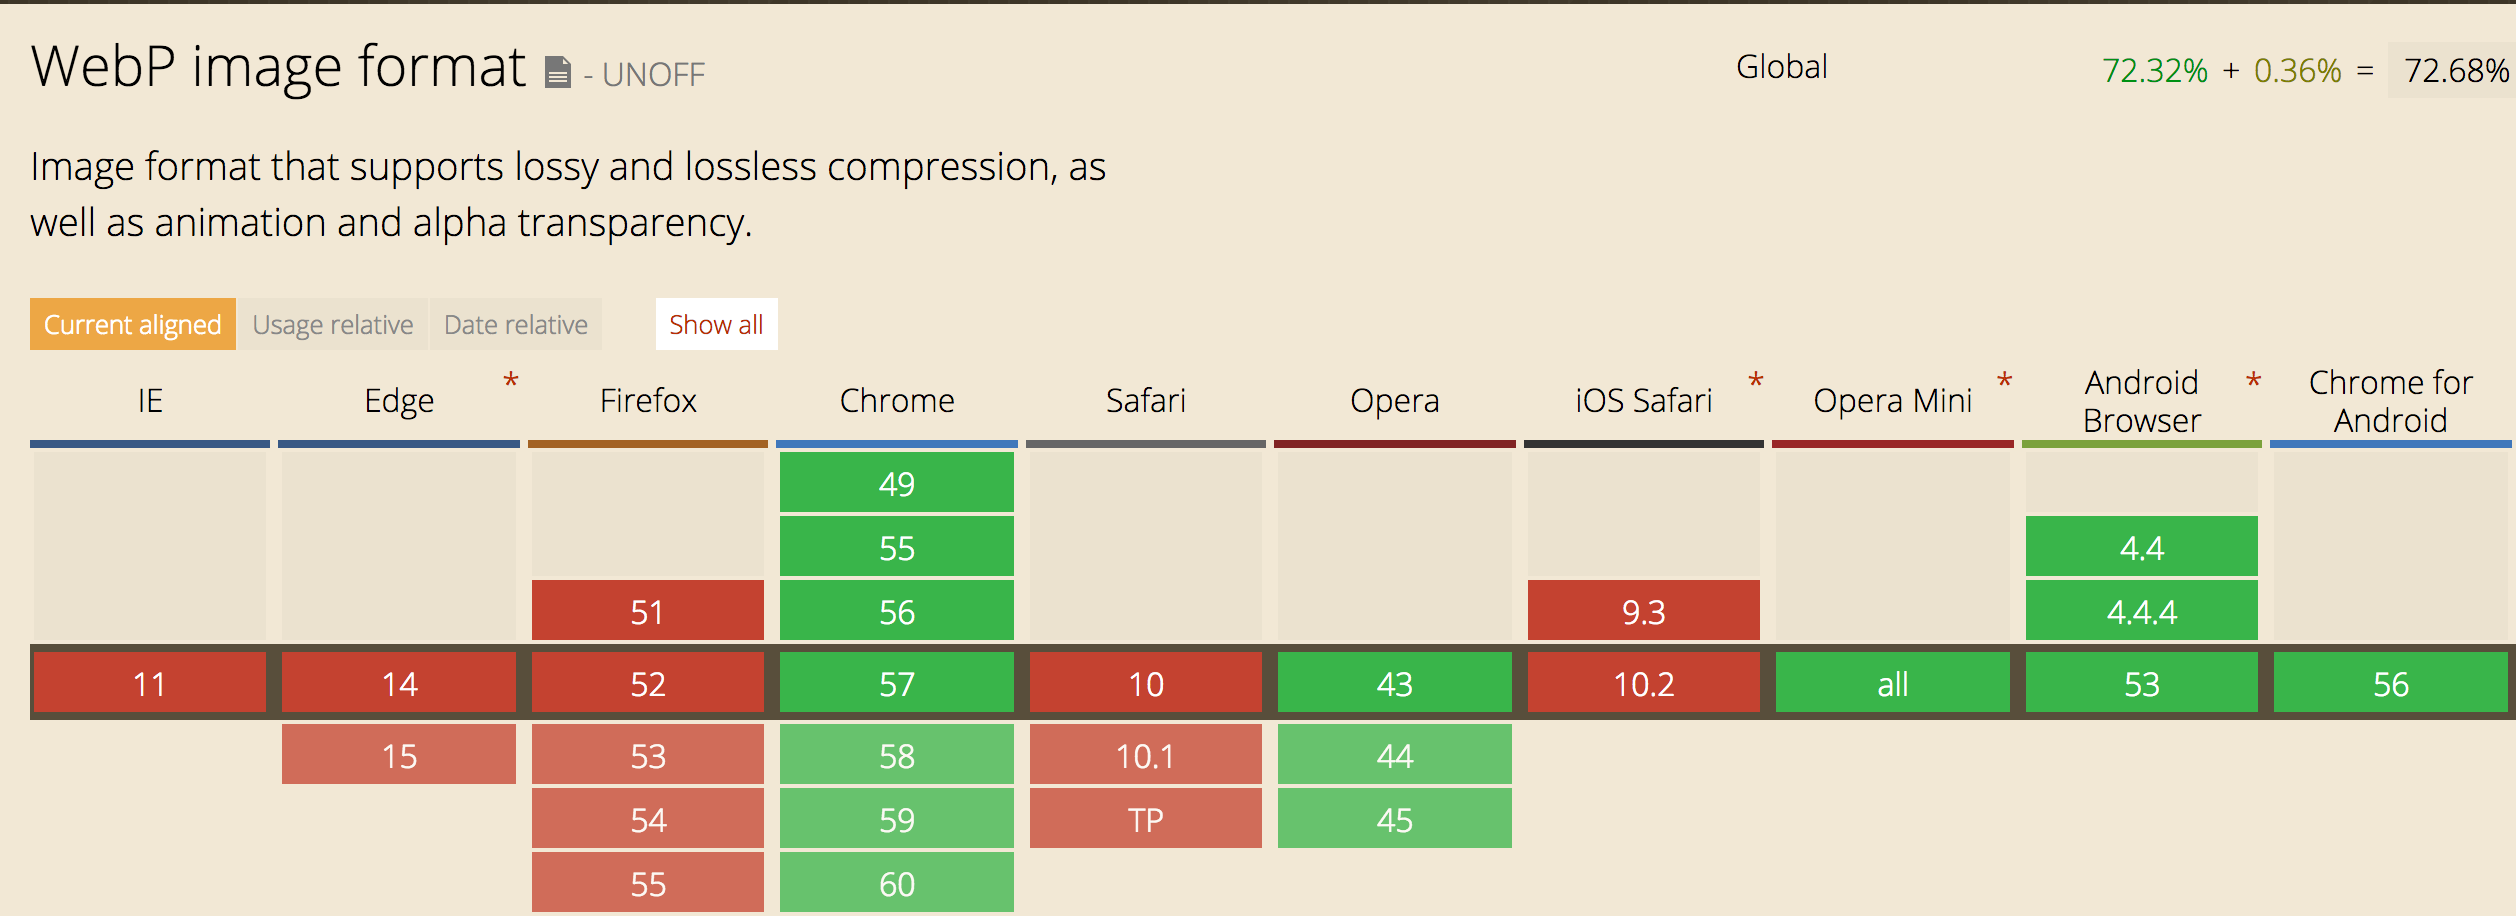 WebP image format - UNOFF
Global 72.32% + 0.36% = 72.68%
Image format that supports lossy and lossless compression, as
well as animation and alpha transparency.
Current aligned Usage relative Date relative Show all
IE Edge * Firefox Chrome Safari Opera iOS Safari * Opera Mini * Android Browser * Chrome for Android
49
55 4.4
51 56 9.3 4.4.4
11 14 52 57 10 43 10.2 all 53 56
15 53 58 10.1 44
54 59 TP 45
55 60